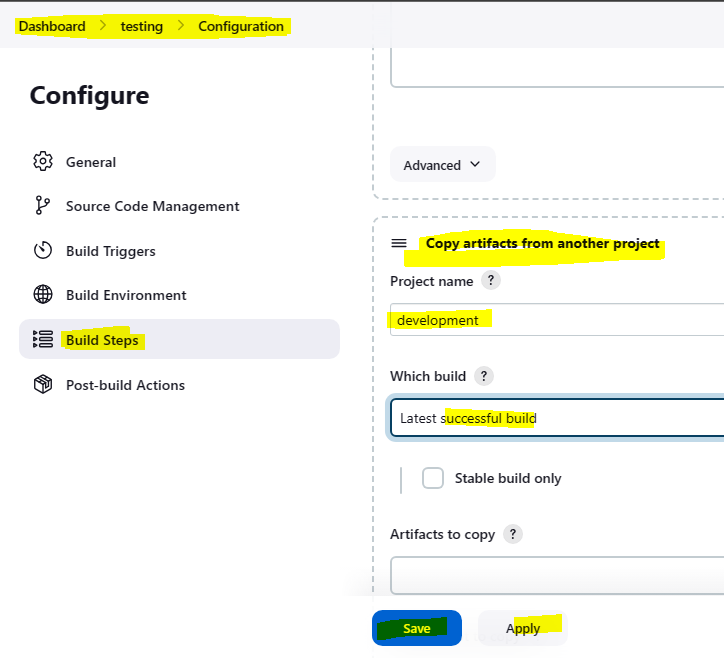 Dashboard > testing > Configuration
Configure
General
Source Code Management
Build Triggers
Build Environment
Build Steps
Post-build Actions
Advanced
Copy artifacts from another project
Project name ?
development
Which build ?
Latest successful build
Stable build only
Artifacts to copy ?
Save
Apply